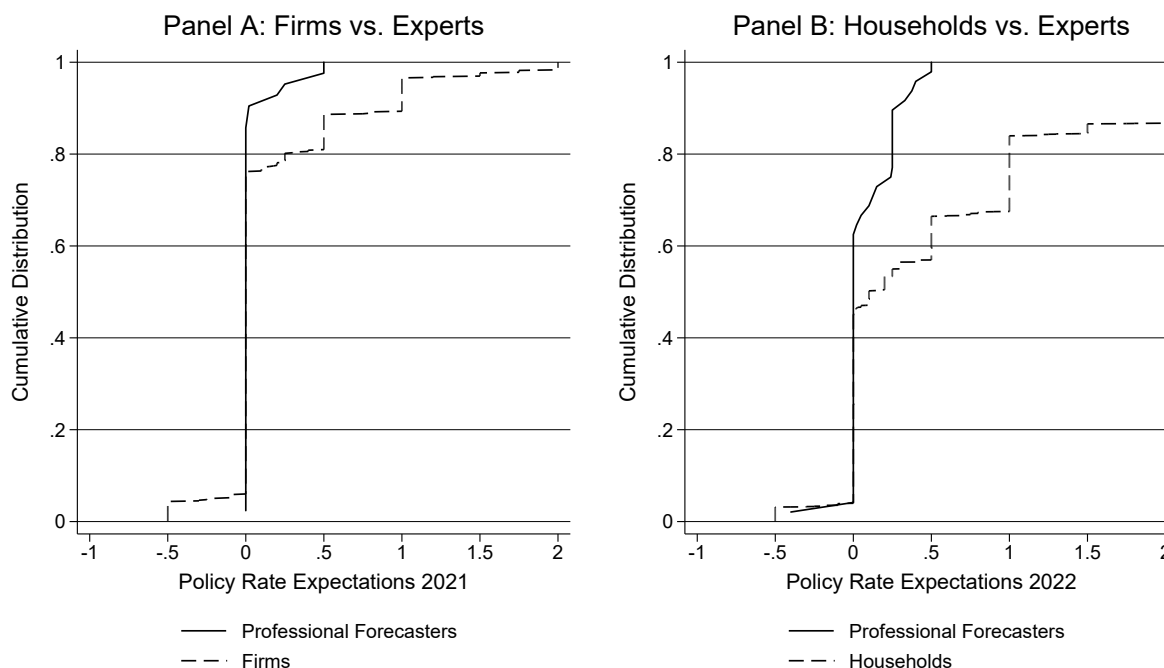 Panel A: Firms vs. Experts
Cumulative Distribution
1
.8
.6
.4
.2
0
-1
-.5
0
.5
1
1.5
2
Policy Rate Expectations 2021
Professional Forecasters
Firms
Panel B: Households vs. Experts
Cumulative Distribution
1
.8
.6
.4
.2
0
-1
-.5
0
.5
1
1.5
2
Policy Rate Expectations 2022
Professional Forecasters
Households